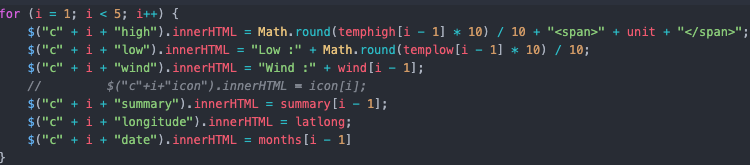 for (i = 1; i < 5; i++) {
$("c" + i + "high").innerHTML = Math.round(temphigh[i - 1] * 10) / 10 + "<span>" + unit + "</span>";
$("c" + i + "low").innerHTML = "Low :" + Math.round(templow[i - 1] * 10) / 10;
$("c" + i + "wind").innerHTML = "Wind :" + wind[i - 1];
// $("c"+i+"icon").innerHTML = icon[i];
$("c" + i + "summary").innerHTML = summary[i - 1];
$("c" + i + "longitude").innerHTML = latlong;
$("c" + i + "date").innerHTML = months[i - 1]
}